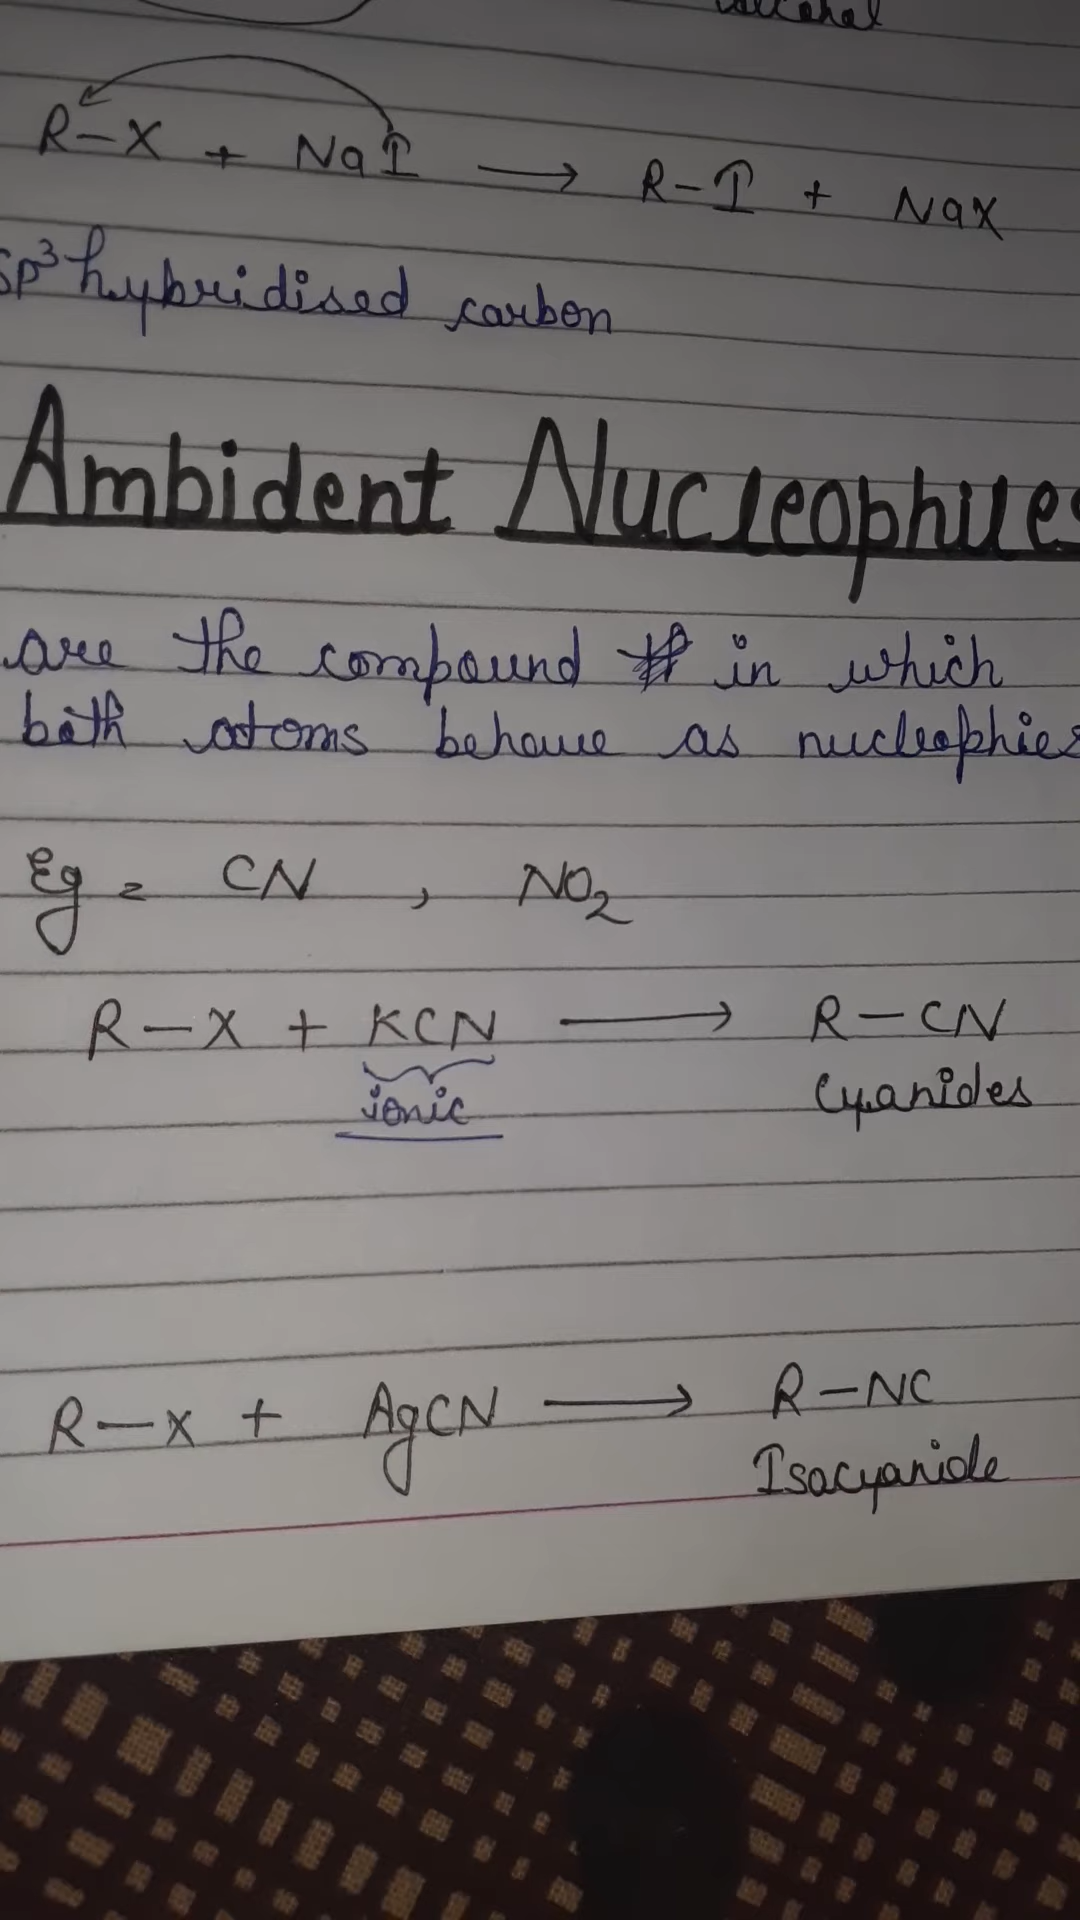 R-X + NaI → R-I + NaX
sp³ hybridised carbon
Ambident Nucleophiles
are the compound in which
both atoms behave as nucleophies
Eg = CN , NO₂
R-X + KCN → R-CN
ionic Cyanides
R-X + AgCN → R-NC
Isocyanide